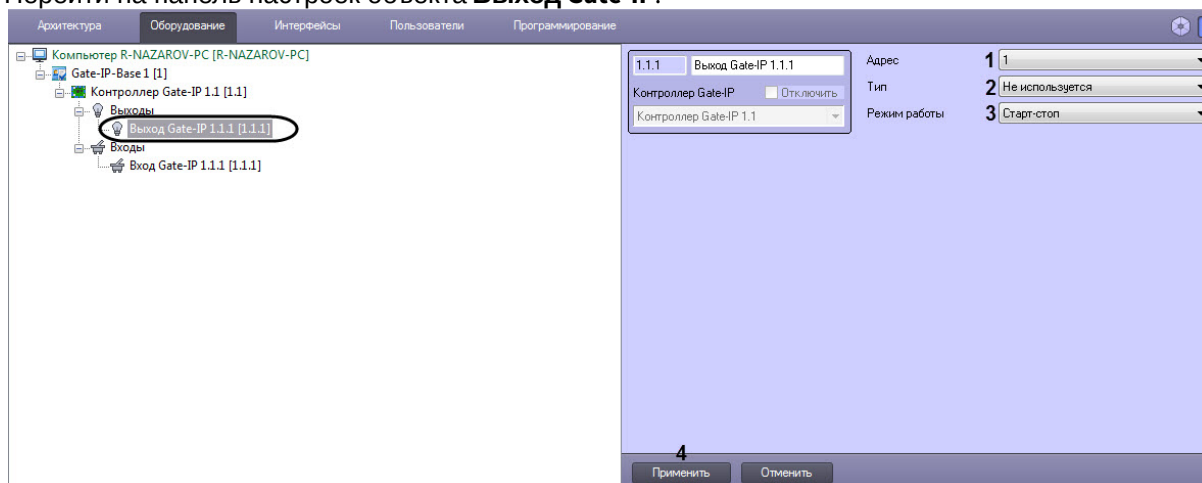 Перейти на панель настроек объекта Выход Gate-IP.
Архитектура Оборудование Интерфейсы Пользователи Программирование
Компьютер R-NAZAROV-PC [R-NAZAROV-PC]
Gate-IP-Base 1 [1]
Контроллер Gate-IP 1.1 [1.1]
Выходы
Выход Gate-IP 1.1.1 [1.1.1]
Входы
Вход Gate-IP 1.1.1 [1.1.1]
1.1.1 Выход Gate-IP 1.1.1
Контроллер Gate-IP Отключить
Контроллер Gate-IP 1.1
Адрес 1 1
Тип 2 Не используется
Режим работы 3 Старт-стоп
4
Применить Отменить